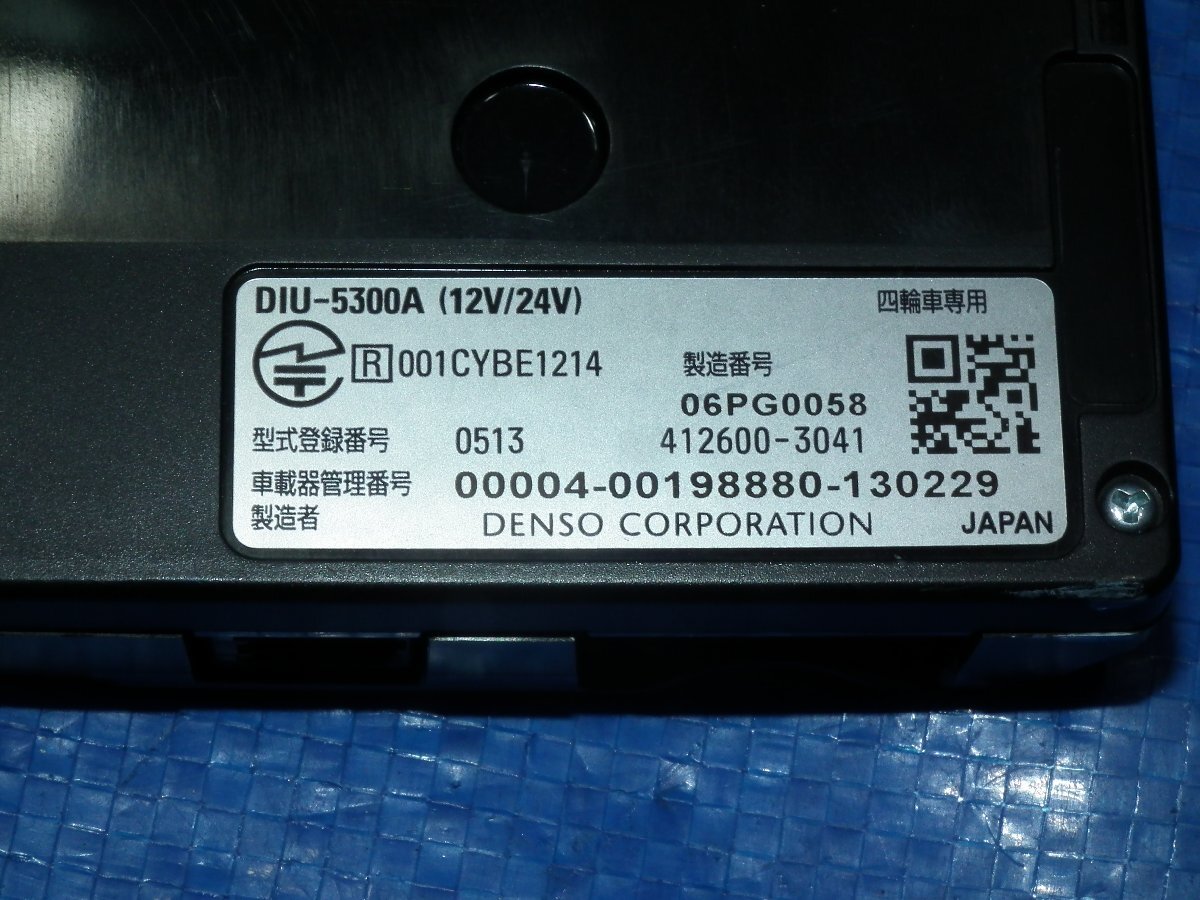 DIU-5300A (12V/24V) 四輪車専用
R 001CYBE1214 製造番号
06PG0058
型式登録番号 0513 412600-3041
車載器管理番号 00004-00198880-130229
製造者 DENSO CORPORATION JAPAN